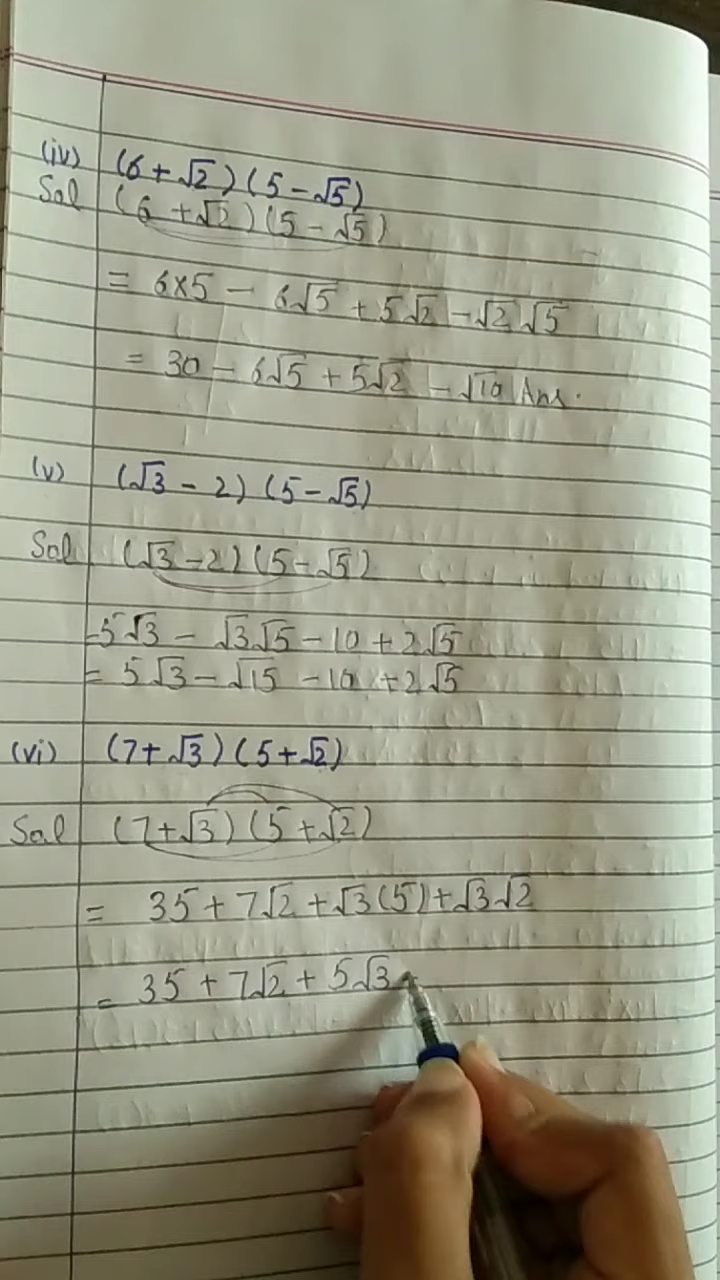 (iv) (6 + √2) (5 - √5)
Sol (6 + √2) (5 - √5)
= 6×5 - 6√5 + 5√2 - √2√5
= 30 - 6√5 + 5√2 - √10 Ans.
(v) (√3 - 2) (5 - √5)
Sol (√3 - 2) (5 - √5)
= 5√3 - √3√5 - 10 + 2√5
= 5√3 - √15 - 10 + 2√5
(vi) (7 + √3) (5 + √2)
Sol (7 + √3) (5 + √2)
= 35 + 7√2 + √3(5) + √3√2
= 35 + 7√2 + 5√3